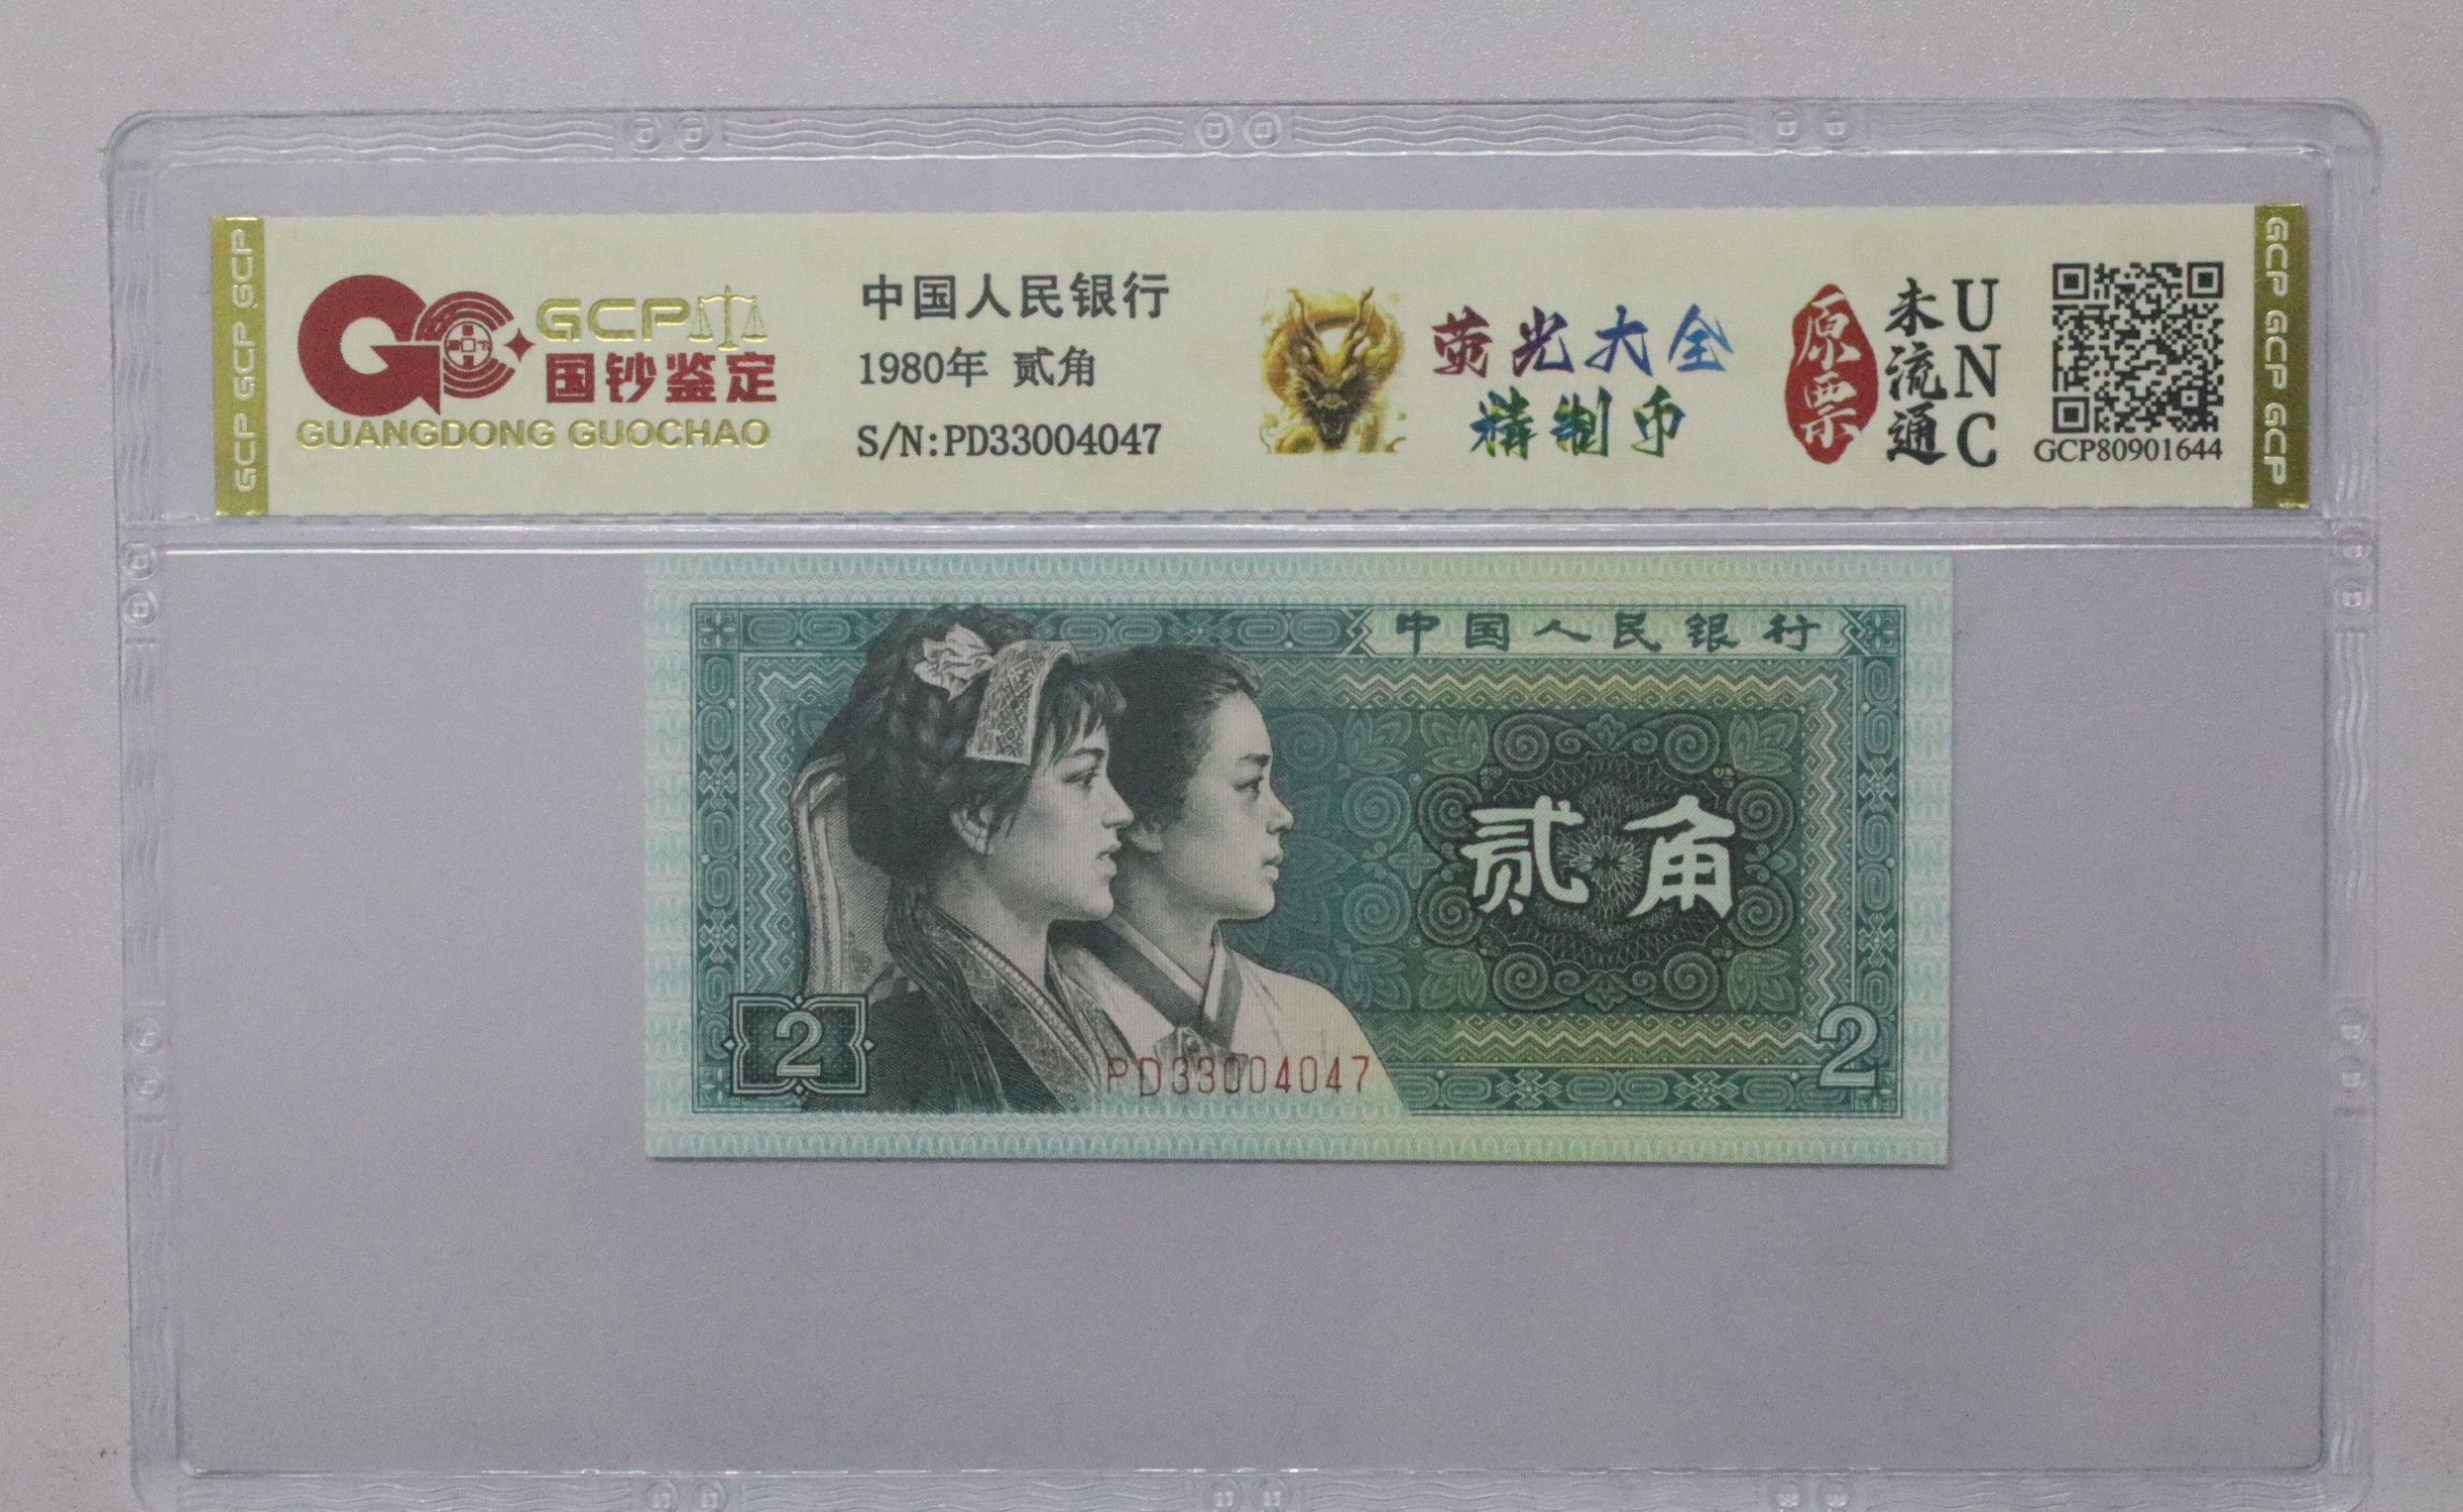 GCP GCP GCP
GCP
国钞鉴定
GUANGDONG GUOCHAO
中国人民银行
1980年 贰角
S/N:PD33004047
荧光大全
精制币
原票
未流通
UNC
GCP80901644
GCP GCP GCP
中国人民银行
贰角
2
PD33004047
2